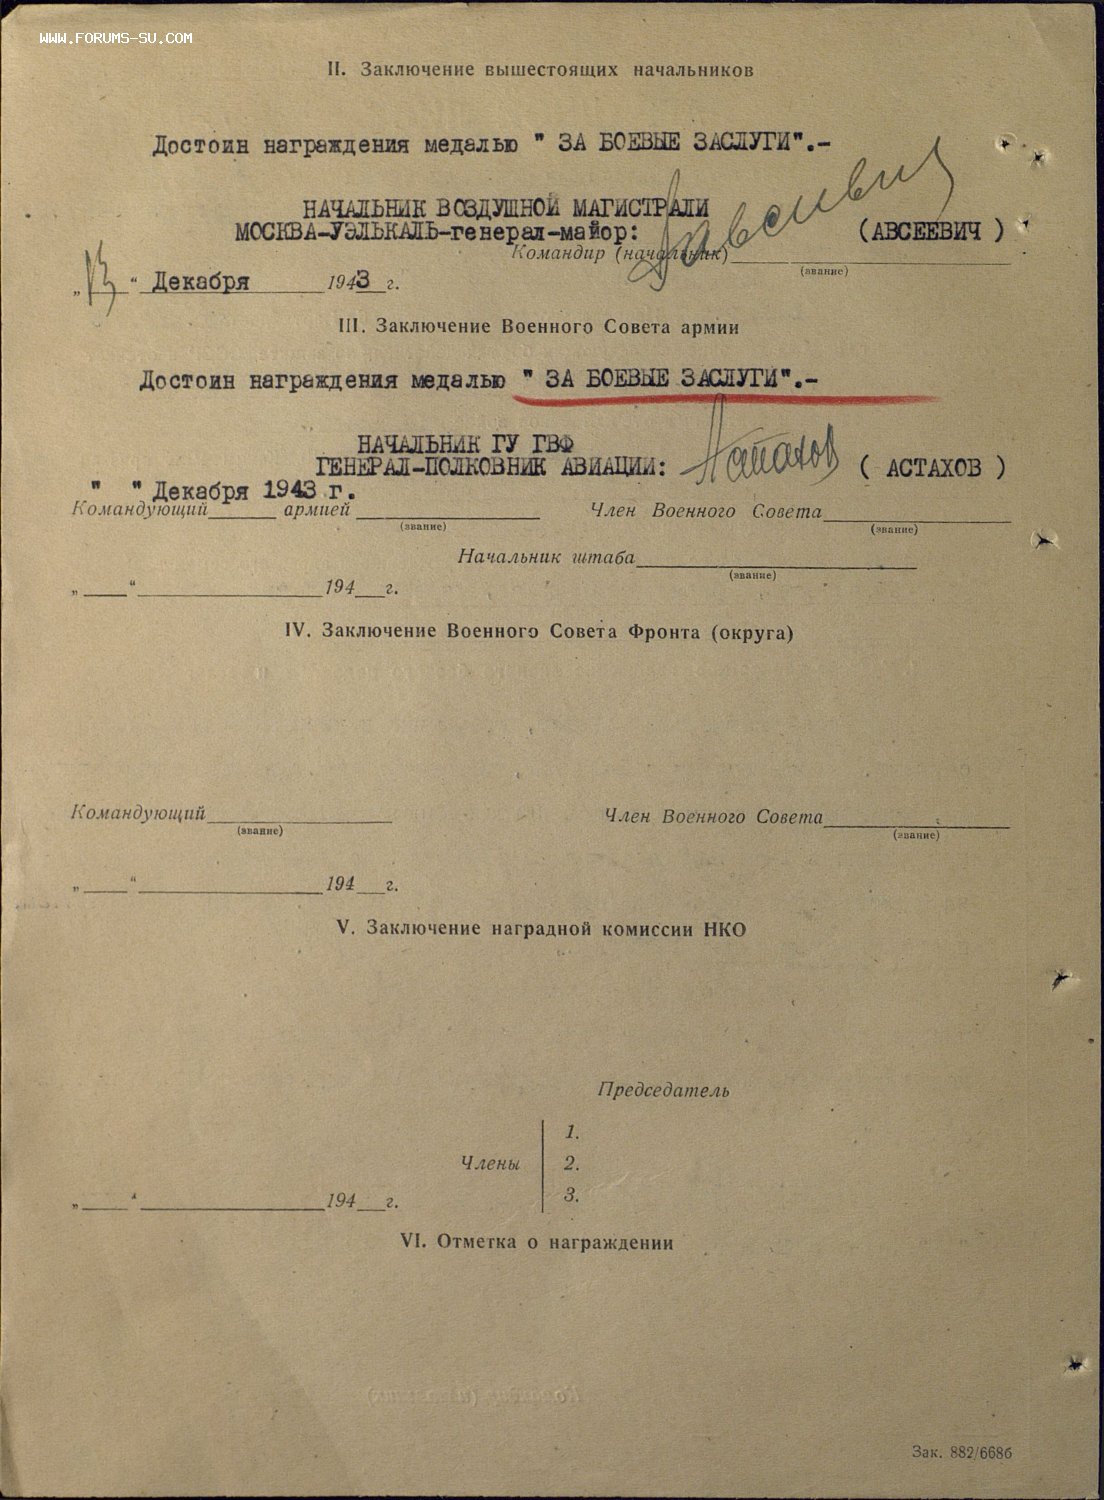 WWW.FORUMS-SU.COM
II. Заключение вышестоящих начальников
Достоин награждения медалью " ЗА БОЕВЫЕ ЗАСЛУГИ".-
НАЧАЛЬНИК ВОЗДУШНОЙ МАГИСТРАЛИ
МОСКВА-УЭЛЬКАЛЬ-генерал-майор: (АВСЕЕВИЧ )
Командир (начальник)
(звание)
„13“ Декабря 1943 г.
III. Заключение Военного Совета армии
Достоин награждения медалью " ЗА БОЕВЫЕ ЗАСЛУГИ".-
НАЧАЛЬНИК ГУ ГВФ
ГЕНЕРАЛ-ПОЛКОВНИК АВИАЦИИ: Астахов ( АСТАХОВ )
" " Декабря 1943 г.
Командующий армией Член Военного Совета
(звание) (звание)
Начальник штаба
(звание)
„ “ 194 г.
IV. Заключение Военного Совета Фронта (округа)
Командующий Член Военного Совета
(звание) (звание)
„ “ 194 г.
V. Заключение наградной комиссии НКО
Председатель
1.
Члены 2.
3.
„ “ 194 г.
VI. Отметка о награждении
Зак. 882/668б